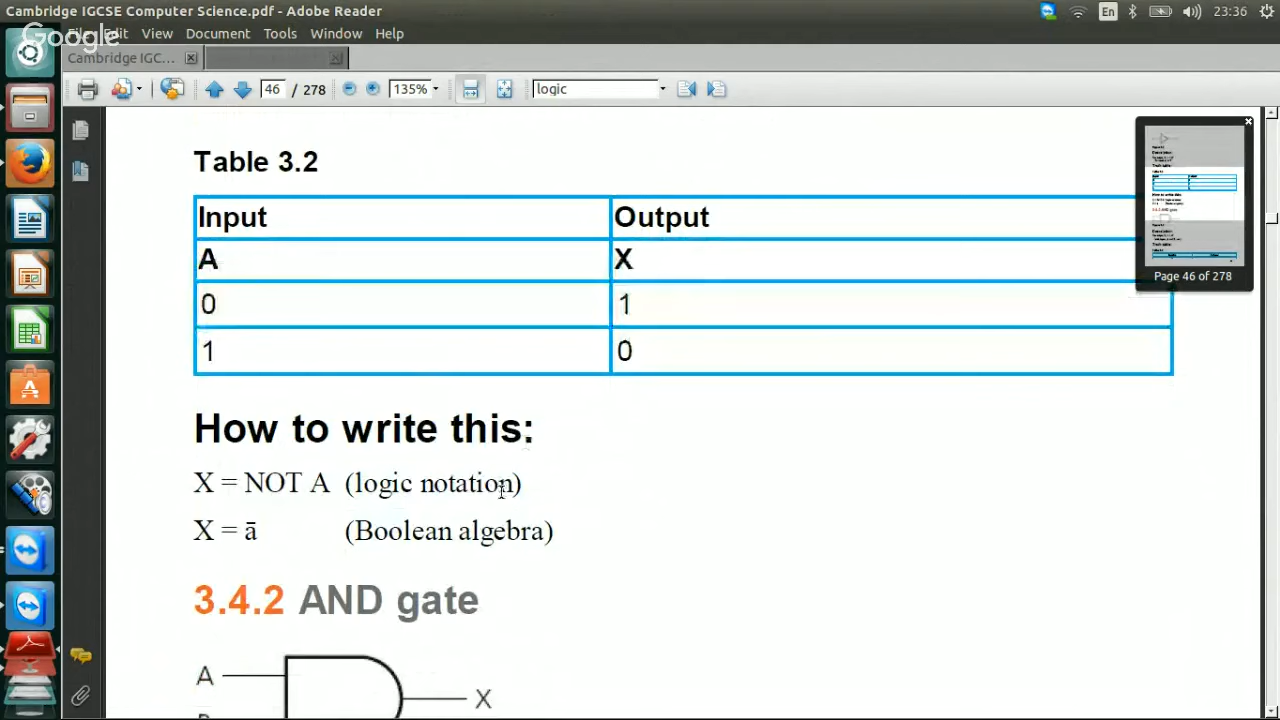 Cambridge IGCSE Computer Science.pdf - Adobe Reader
En
23:36
Google
File Edit View Document Tools Window Help
Cambridge IGC...
46 / 278
135%
logic
Table 3.2
Input Output
A X
0 1
1 0
Page 46 of 278
How to write this:
X = NOT A (logic notation)
X = ā (Boolean algebra)
3.4.2 AND gate
A
X
B